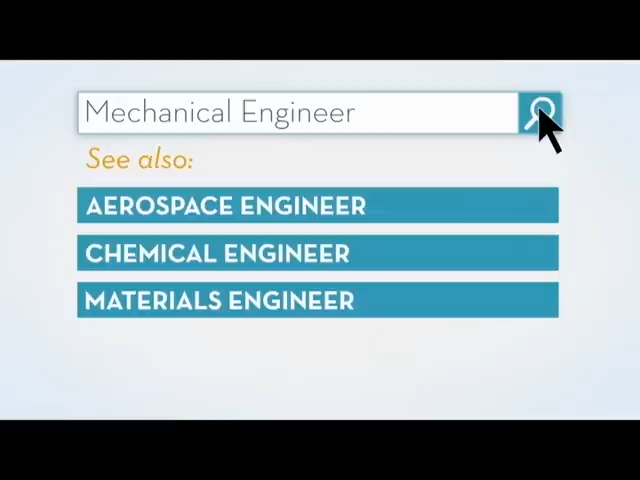 Mechanical Engineer
See also:
AEROSPACE ENGINEER
CHEMICAL ENGINEER
MATERIALS ENGINEER